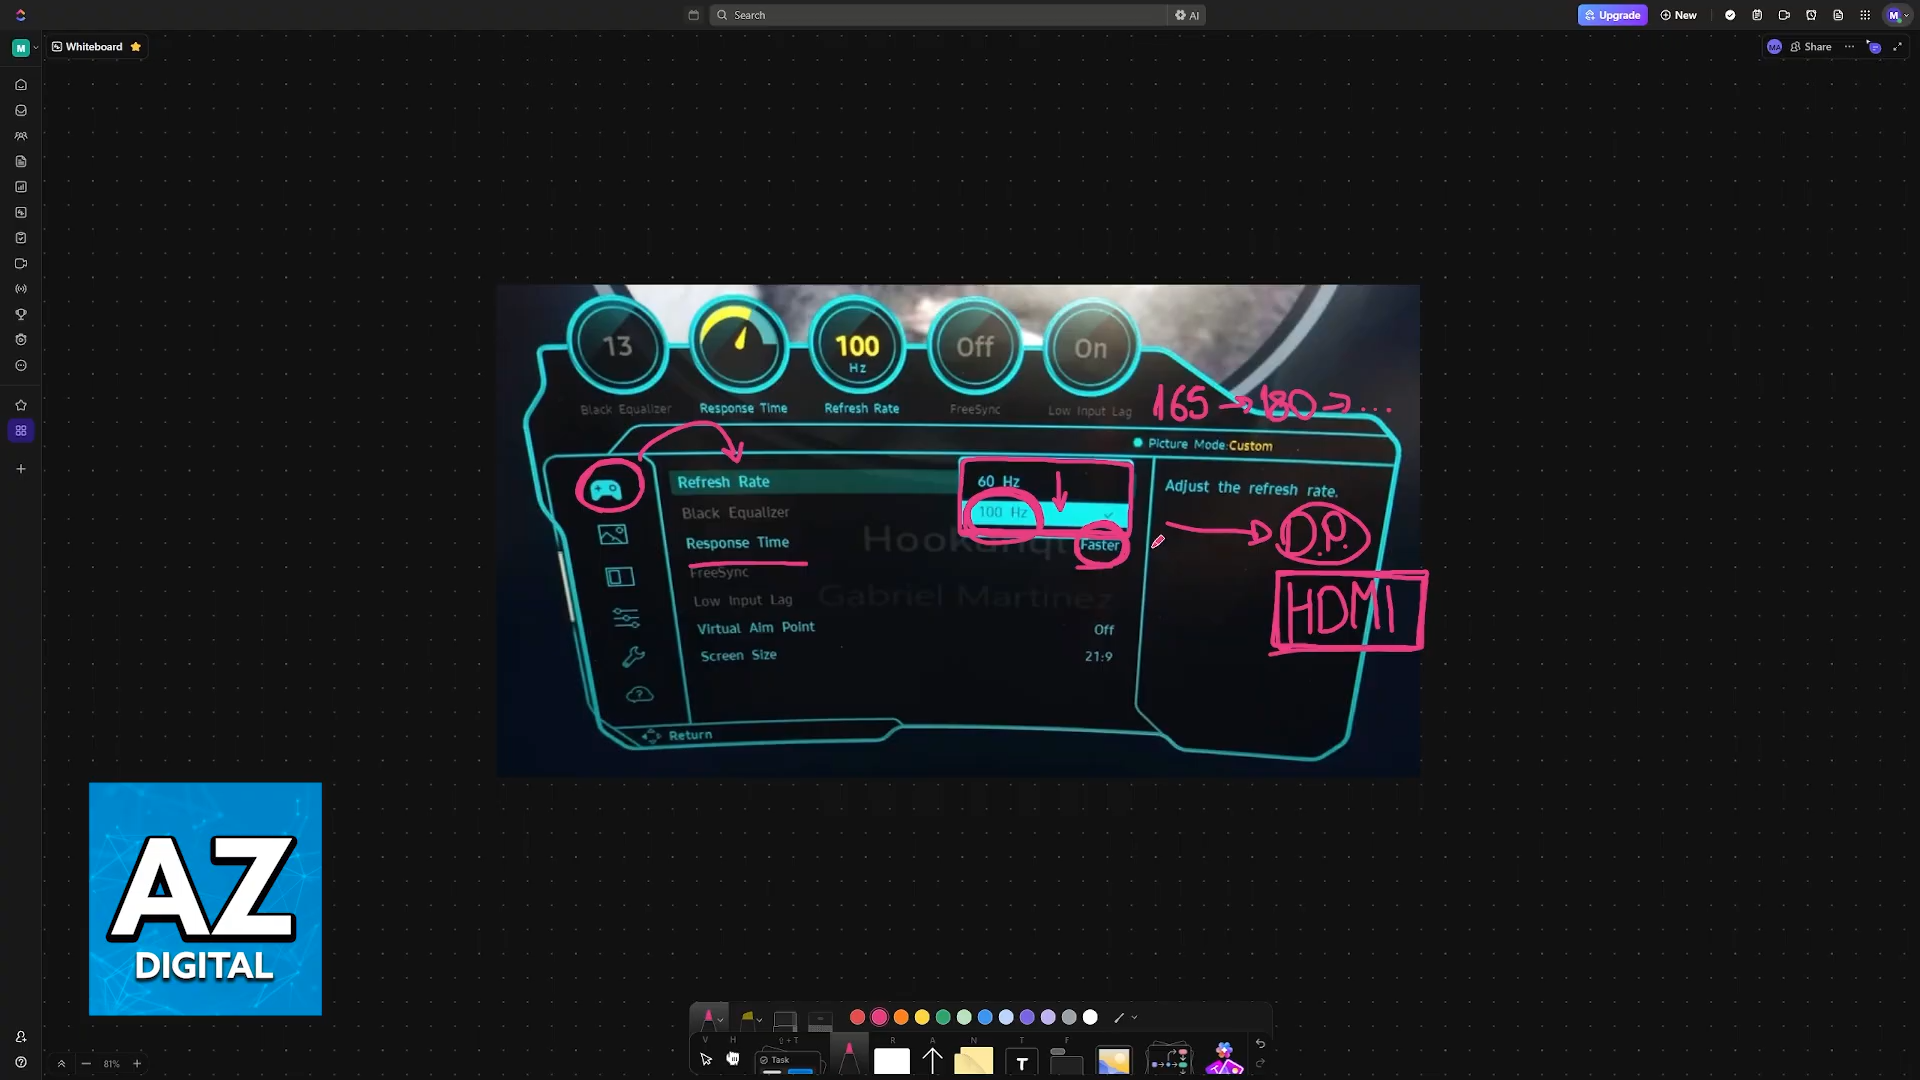 Search
AI
Upgrade
New
M
M
Whiteboard
MA
Share
13
100
Hz
Off
On
Black Equalizer
Response Time
Refresh Rate
FreeSync
Low Input Lag
165 → 180 → ...
Picture Mode:Custom
Refresh Rate
60 Hz
Adjust the refresh rate.
Black Equalizer
100 Hz
Response Time
Faster
D.P.
FreeSync
Low Input Lag
Gabriel Martinez
HDMI
Virtual Aim Point
Off
Screen Size
21:9
Return
AZ
DIGITAL
V
H
⇧ + T
R
A
N
T
F
Task
T
81%